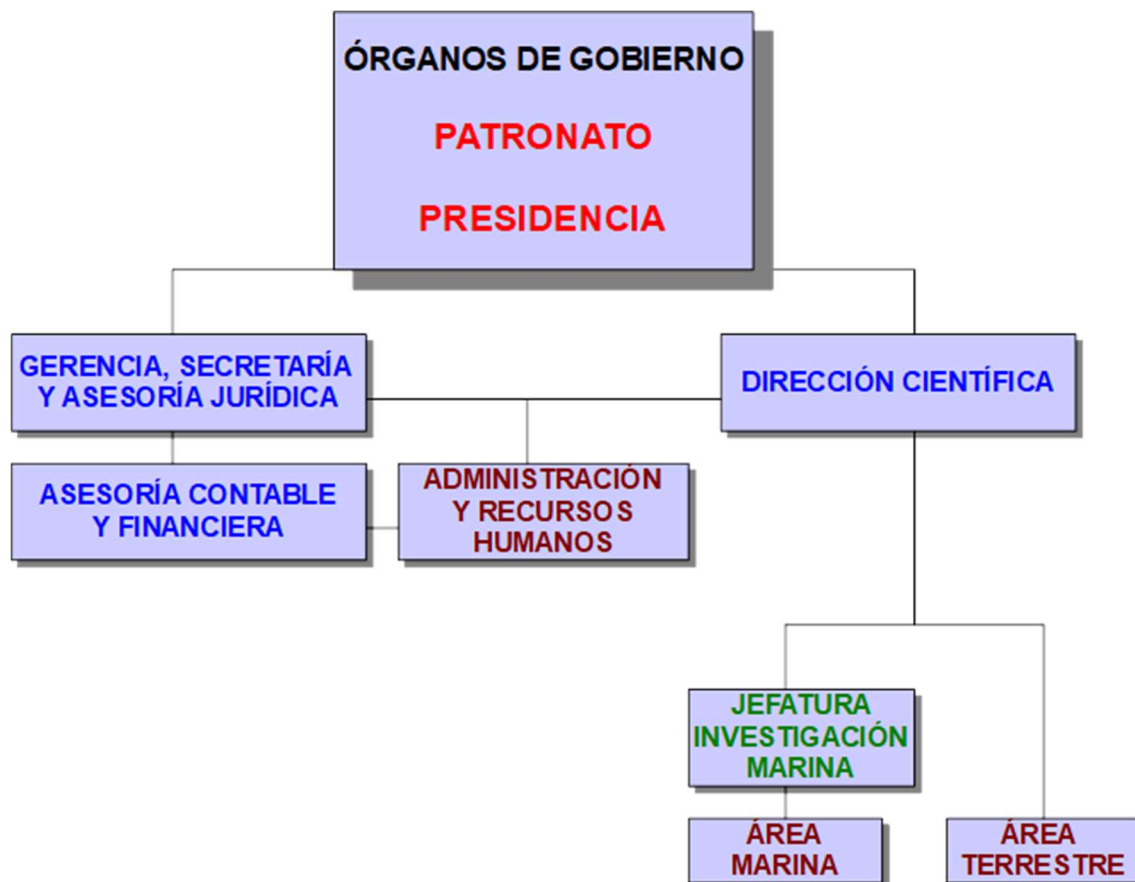 ÓRGANOS DE GOBIERNO
PATRONATO
PRESIDENCIA
GERENCIA, SECRETARÍA
Y ASESORÍA JURÍDICA
DIRECCIÓN CIENTÍFICA
ASESORÍA CONTABLE
Y FINANCIERA
ADMINISTRACIÓN
Y RECURSOS
HUMANOS
JEFATURA
INVESTIGACIÓN
MARINA
ÁREA
MARINA
ÁREA
TERRESTRE